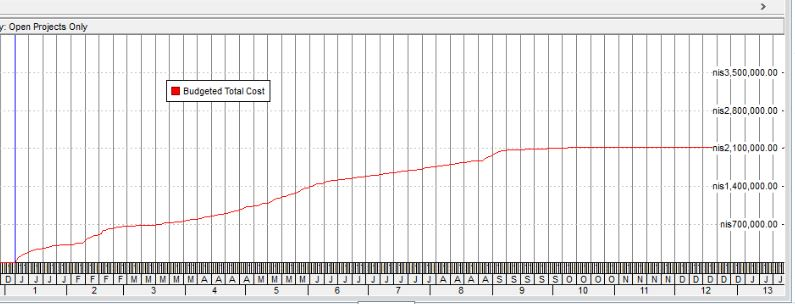 y: Open Projects Only
nis3,500,000.00
Budgeted Total Cost
nis2,800,000.00
nis2,100,000.00
nis1,400,000.00
nis700,000.00
D J J J J F F F F M M M M M A A A A M M M M J J J J J J J J J A A A A S S S S S O O O O N N N N N D D D D J J J
1 2 3 4 5 6 7 8 9 10 11 12 13